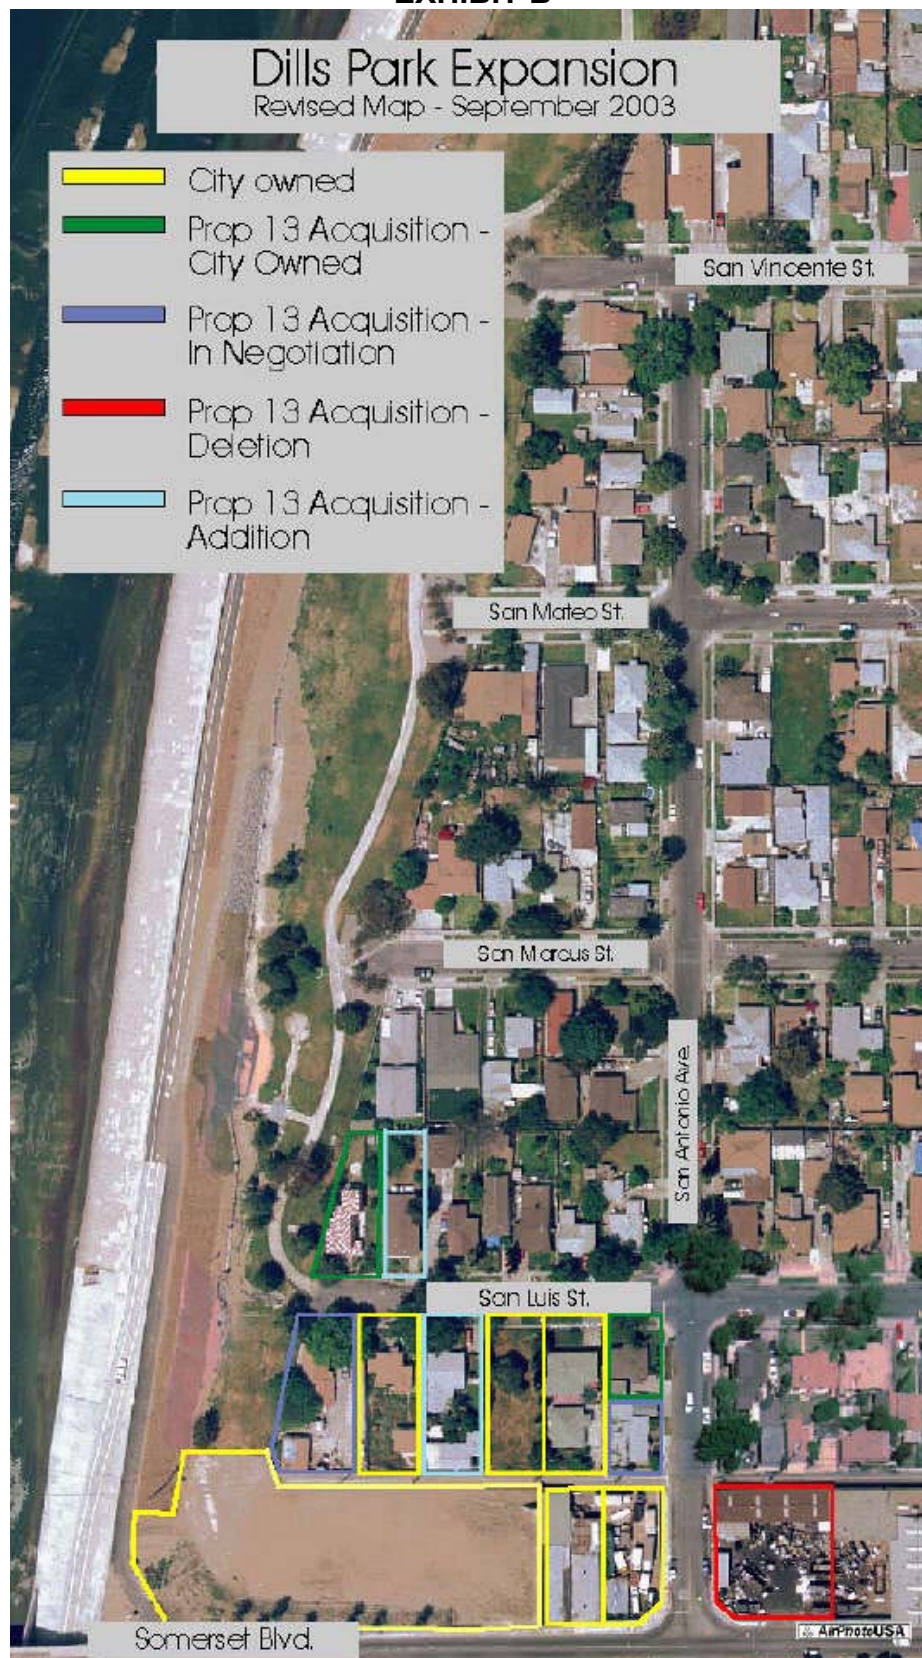 EXHIBIT B
Dills Park Expansion
Revised Map - September 2003
City owned
Prop 13 Acquisition -
City Owned
Prop 13 Acquisition -
In Negotiation
Prop 13 Acquisition -
Deletion
Prop 13 Acquisition -
Addition
San Vincente St.
San Mateo St.
San Marcus St.
San Antonio Ave.
San Luis St.
Somerset Blvd.
AirPhotoUSA